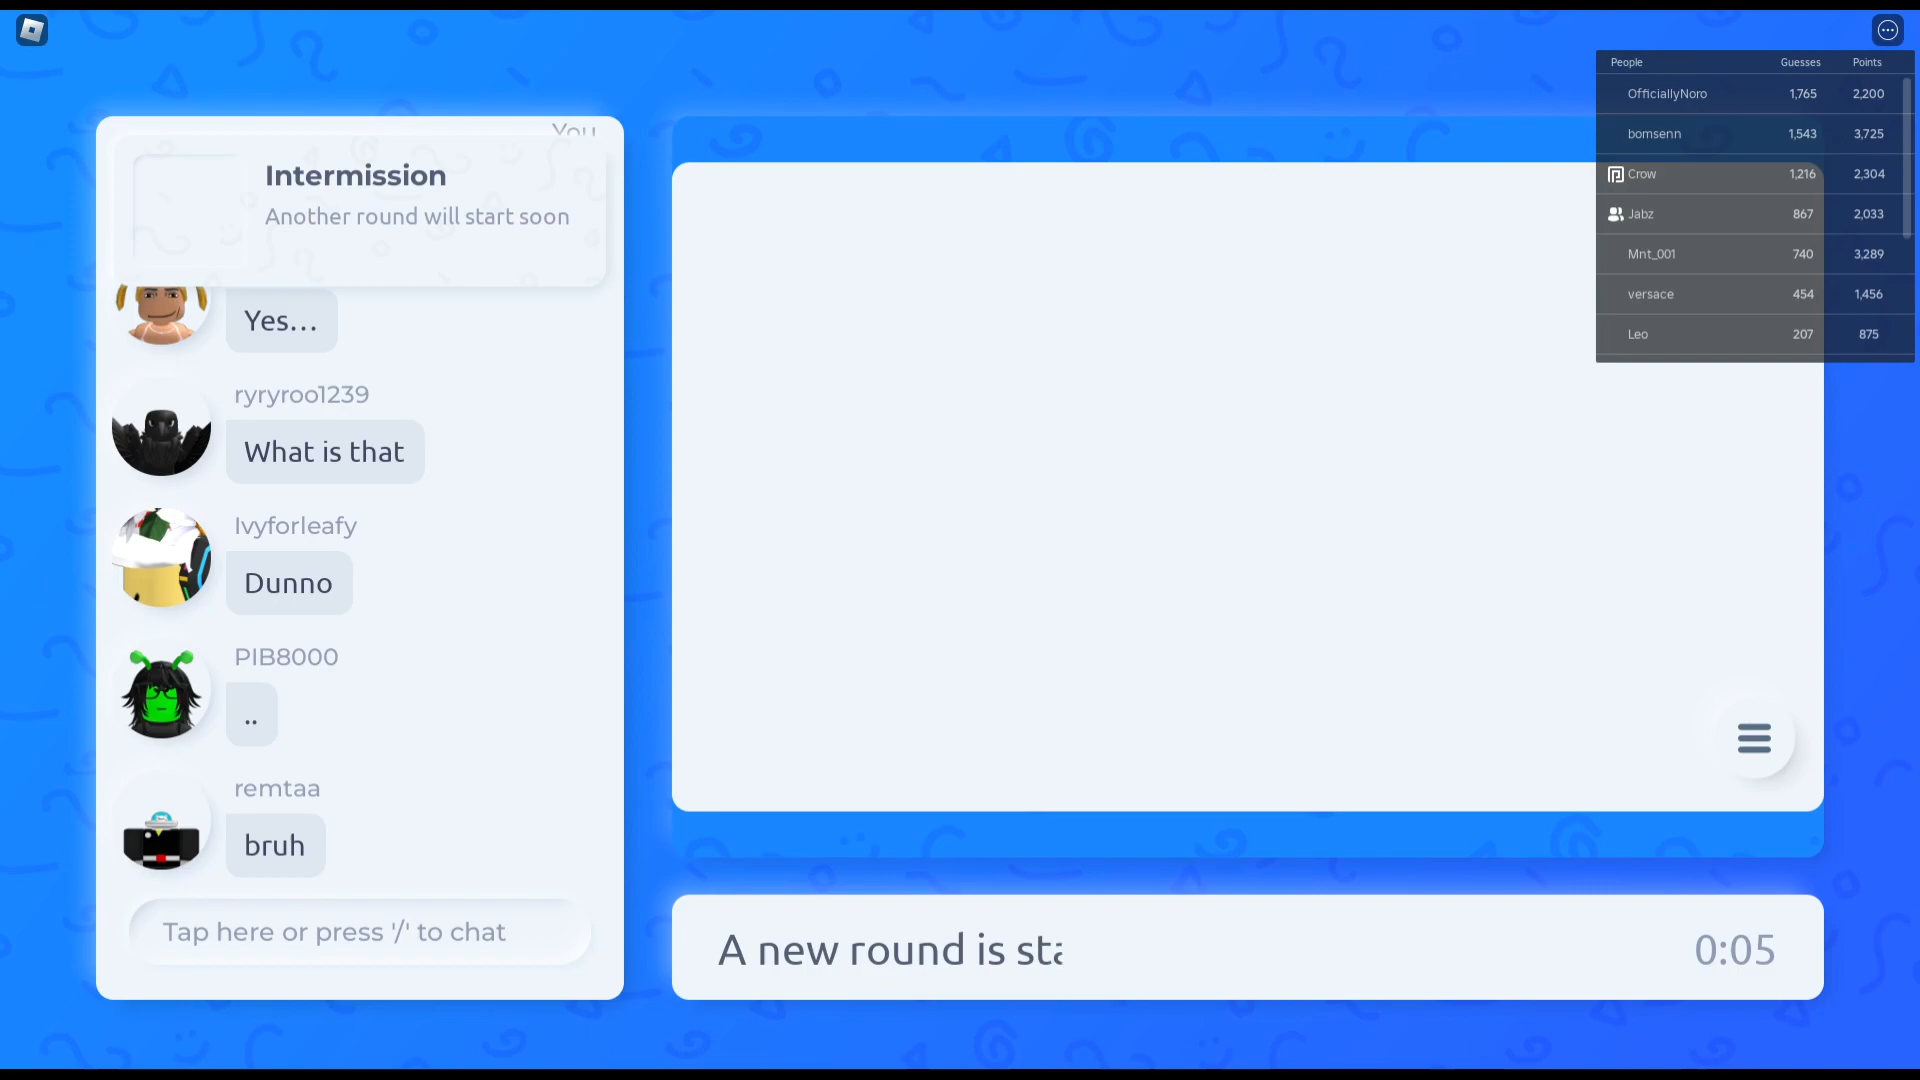 People Guesses Points
OfficiallyNoro 1,765 2,200
bomsenn 1,543 3,725
Crow 1,216 2,304
Jabz 867 2,033
Mnt_001 740 3,289
versace 454 1,456
Leo 207 875
You
Intermission
Another round will start soon
Yes...
ryryroo1239
What is that
Ivyforleafy
Dunno
PIB8000
..
remtaa
bruh
Tap here or press '/' to chat
A new round is sta
0:05